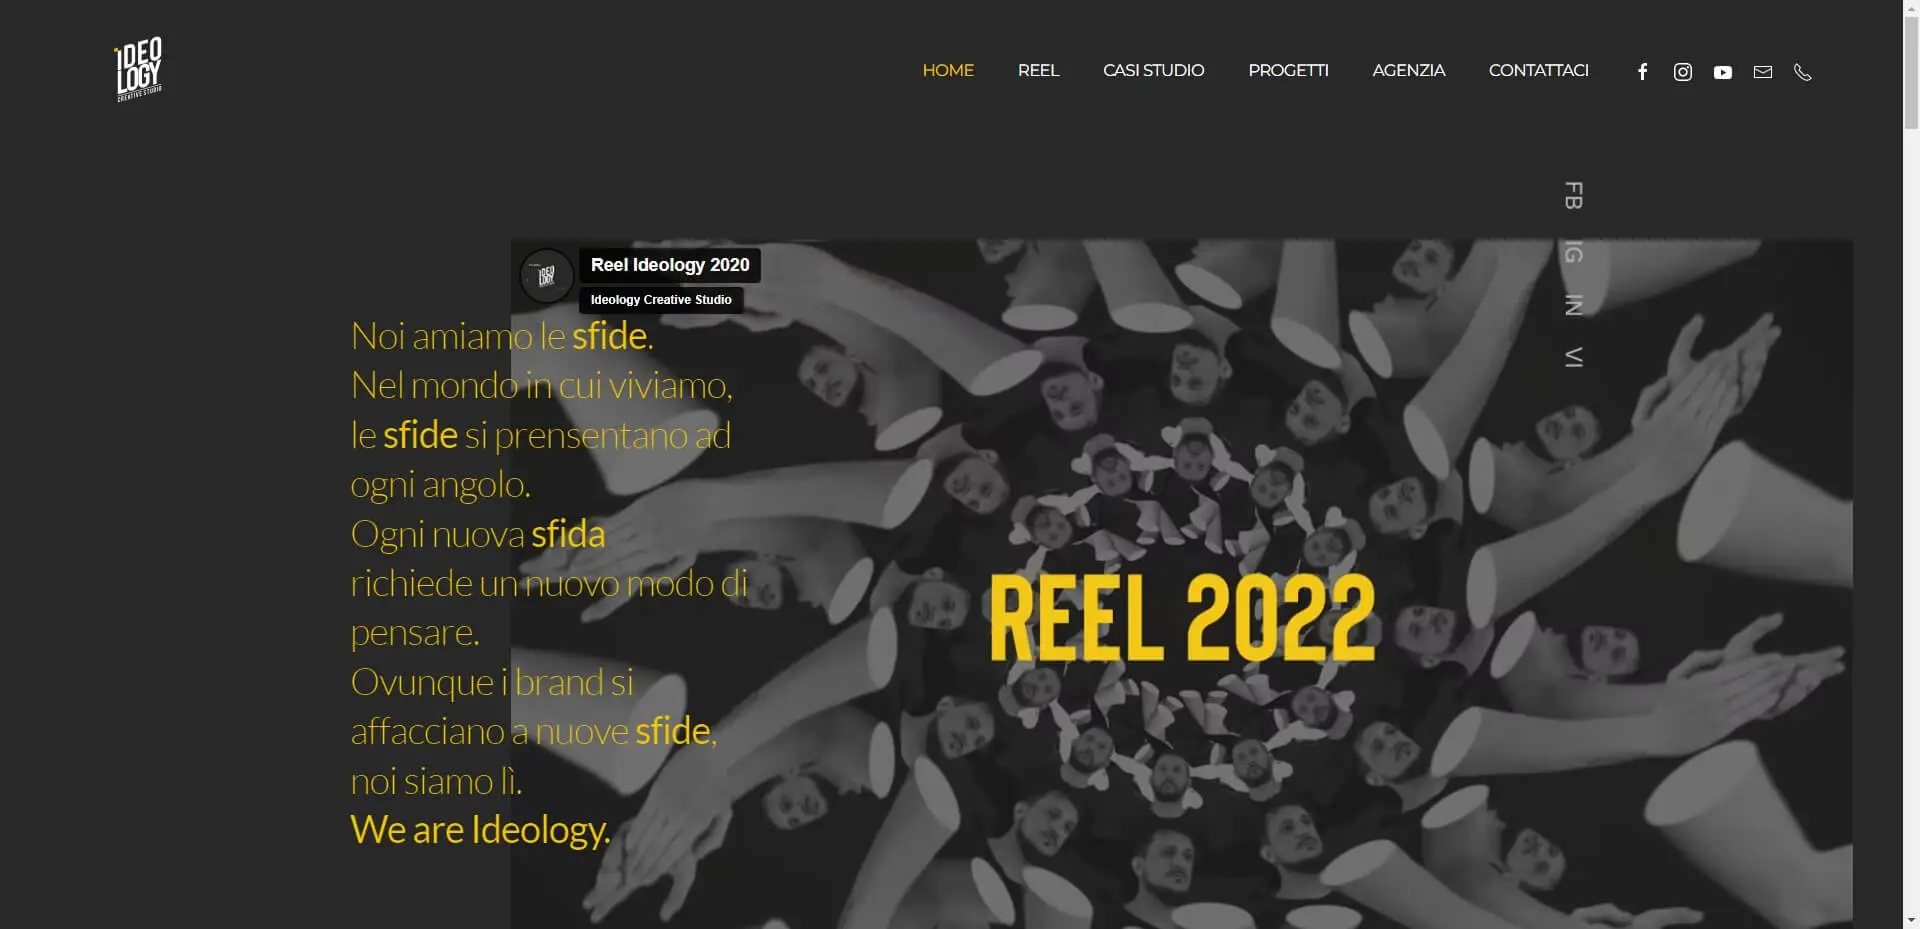 IDEO
LOGY
CREATIVE STUDIO
HOME REEL CASI STUDIO PROGETTI AGENZIA CONTATTACI
FB IG IN VI
Reel Ideology 2020
Ideology Creative Studio
Noi amiamo le sfide.
Nel mondo in cui viviamo,
le sfide si prensentano ad
ogni angolo.
Ogni nuova sfida
richiede un nuovo modo di
pensare.
Ovunque i brand si
affacciano a nuove sfide,
noi siamo lì.
We are Ideology.
REEL 2022